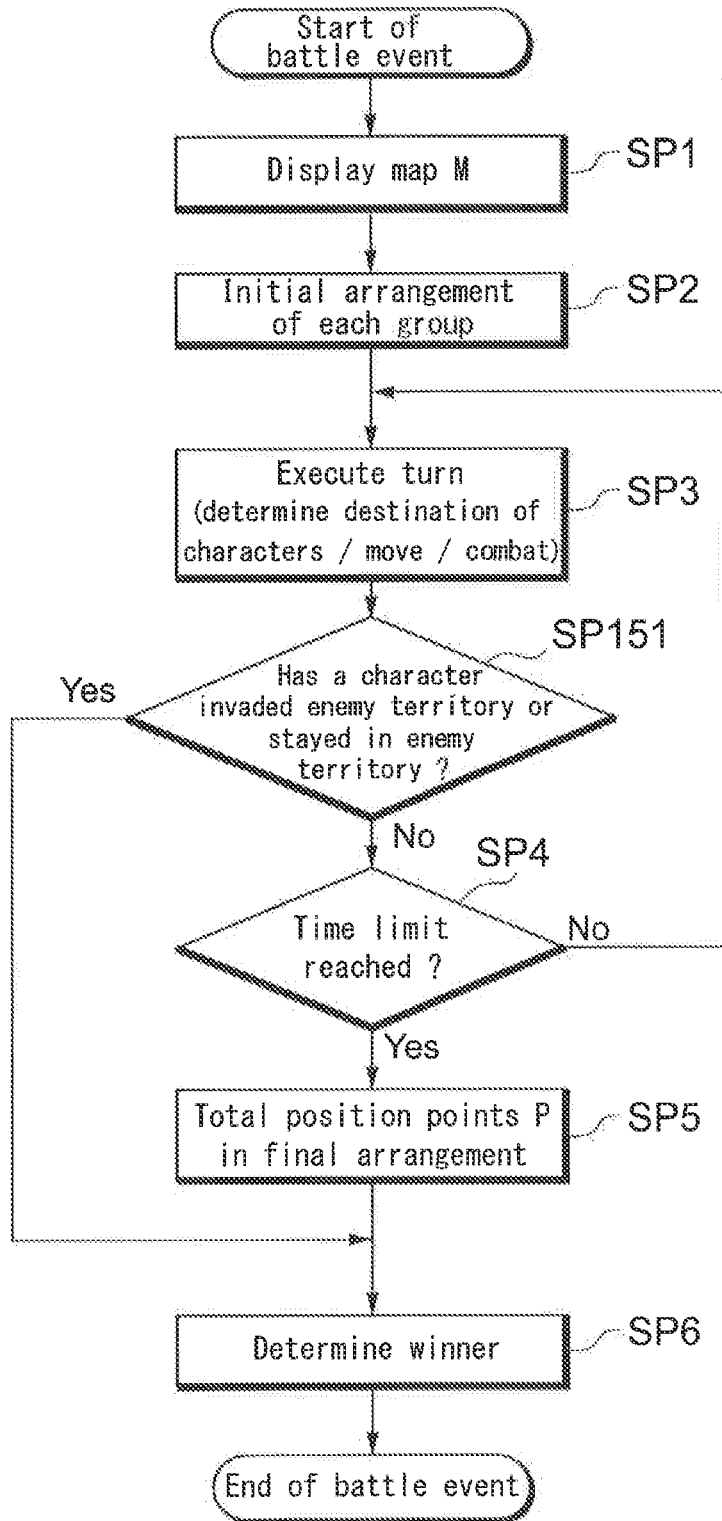 Start of
battle event
Display map M
SP1
Initial arrangement
of each group
SP2
Execute turn
(determine destination of
characters / move / combat)
SP3
SP151
Has a character
invaded enemy territory or
stayed in enemy
territory ?
Yes
No
SP4
Time limit
reached ?
No
Yes
Total position points P
in final arrangement
SP5
Determine winner
SP6
End of battle event